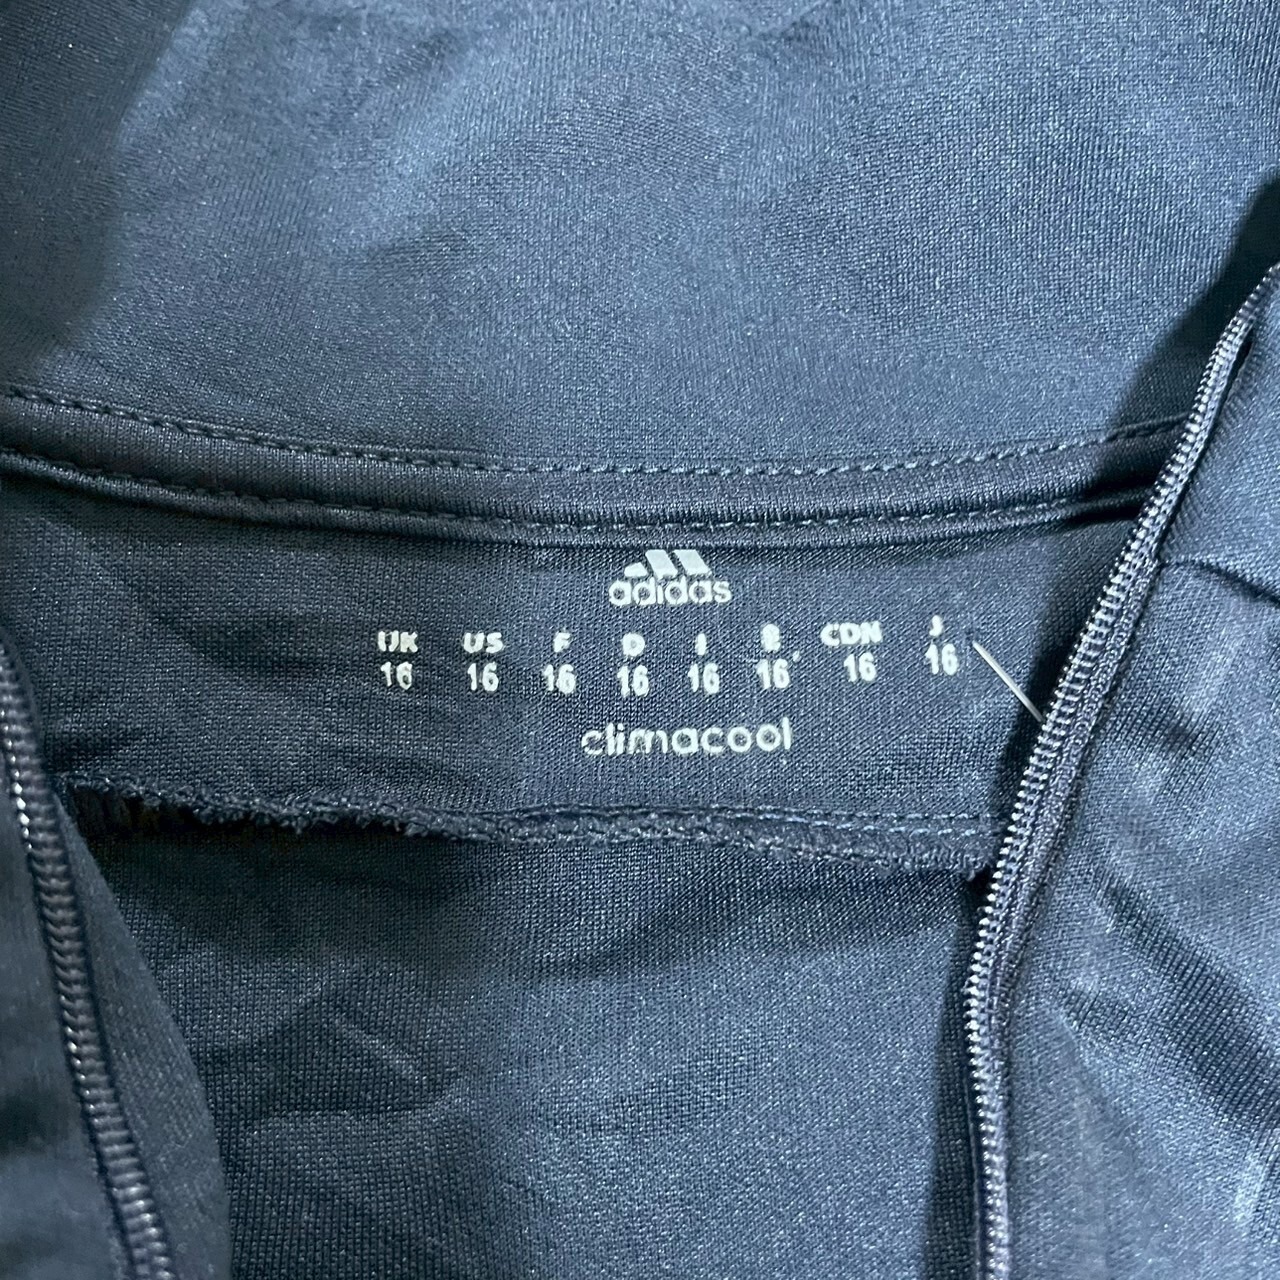 adidas
UK US F D I E CDN J
16 16 16 16 16 16 16 16
climacool